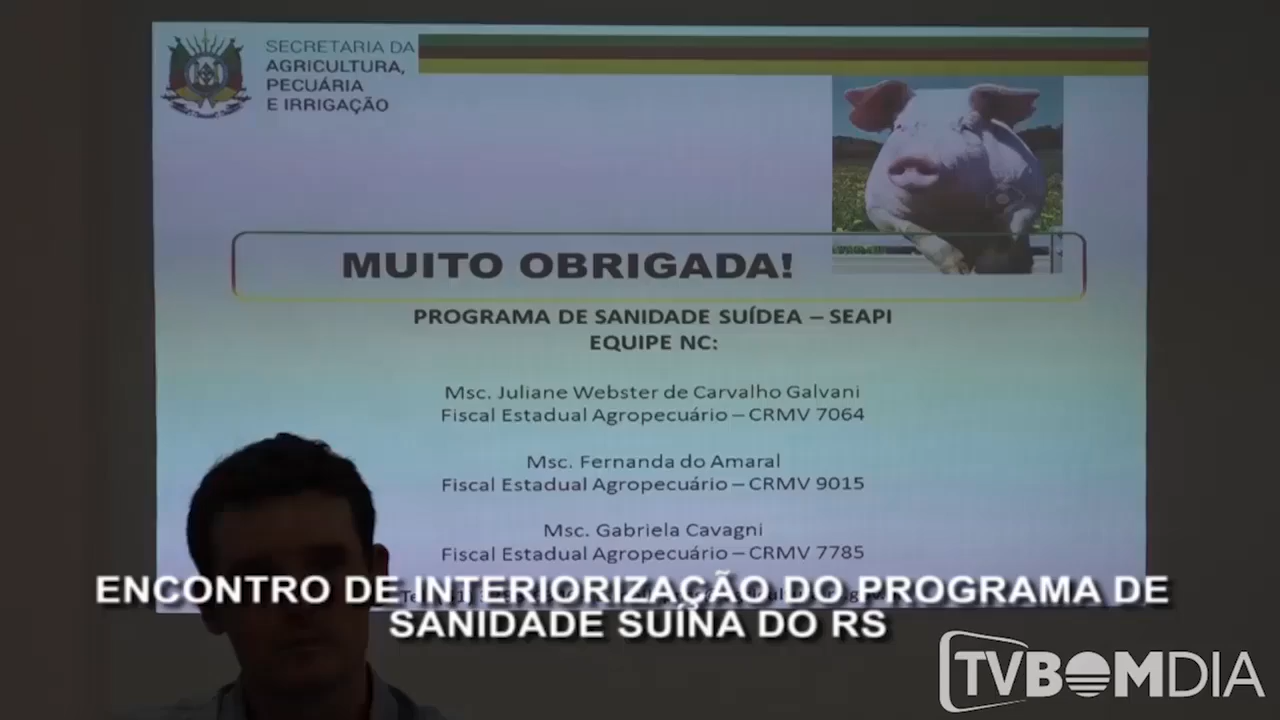 SECRETARIA DA
AGRICULTURA,
PECUÁRIA
E IRRIGAÇÃO
MUITO OBRIGADA!
PROGRAMA DE SANIDADE SUÍDEA – SEAPI
EQUIPE NC:
Msc. Juliane Webster de Carvalho Galvani
Fiscal Estadual Agropecuário – CRMV 7064
Msc. Fernanda do Amaral
Fiscal Estadual Agropecuário – CRMV 9015
Msc. Gabriela Cavagni
Fiscal Estadual Agropecuário – CRMV 7785
ENCONTRO DE INTERIORIZAÇÃO DO PROGRAMA DE
SANIDADE SUÍNA DO RS
TVBOMDIA